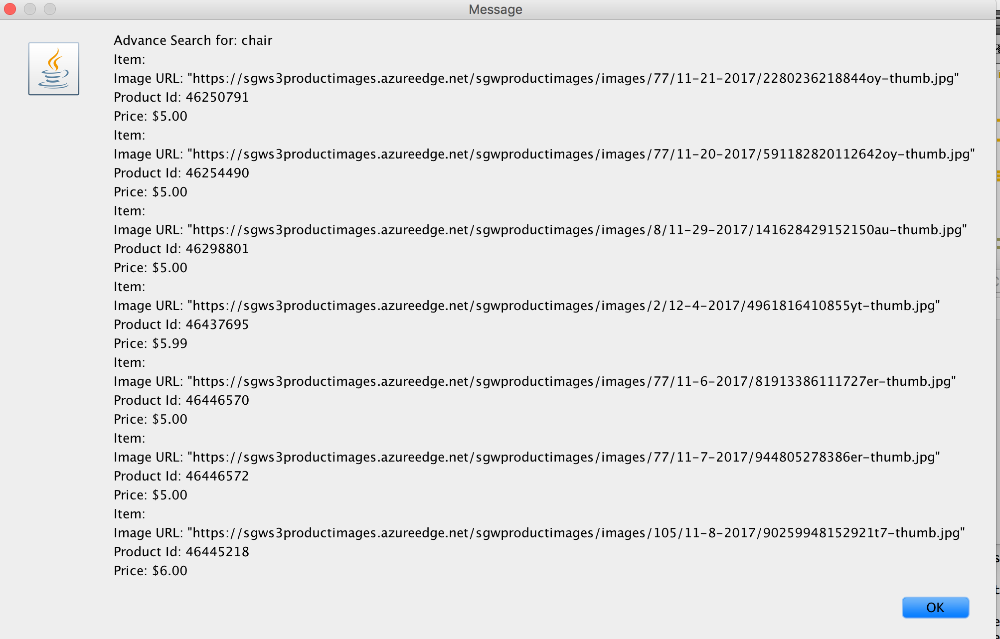 Message
Advance Search for: chair
Item:
Image URL: "https://sgws3productimages.azureedge.net/sgwproductimages/images/77/11-21-2017/2280236218844oy-thumb.jpg"
Product Id: 46250791
Price: $5.00
Item:
Image URL: "https://sgws3productimages.azureedge.net/sgwproductimages/images/77/11-20-2017/591182820112642oy-thumb.jpg"
Product Id: 46254490
Price: $5.00
Item:
Image URL: "https://sgws3productimages.azureedge.net/sgwproductimages/images/8/11-29-2017/141628429152150au-thumb.jpg"
Product Id: 46298801
Price: $5.00
Item:
Image URL: "https://sgws3productimages.azureedge.net/sgwproductimages/images/2/12-4-2017/4961816410855yt-thumb.jpg"
Product Id: 46437695
Price: $5.99
Item:
Image URL: "https://sgws3productimages.azureedge.net/sgwproductimages/images/77/11-6-2017/81913386111727er-thumb.jpg"
Product Id: 46446570
Price: $5.00
Item:
Image URL: "https://sgws3productimages.azureedge.net/sgwproductimages/images/77/11-7-2017/944805278386er-thumb.jpg"
Product Id: 46446572
Price: $5.00
Item:
Image URL: "https://sgws3productimages.azureedge.net/sgwproductimages/images/105/11-8-2017/90259948152921t7-thumb.jpg"
Product Id: 46445218
Price: $6.00
OK